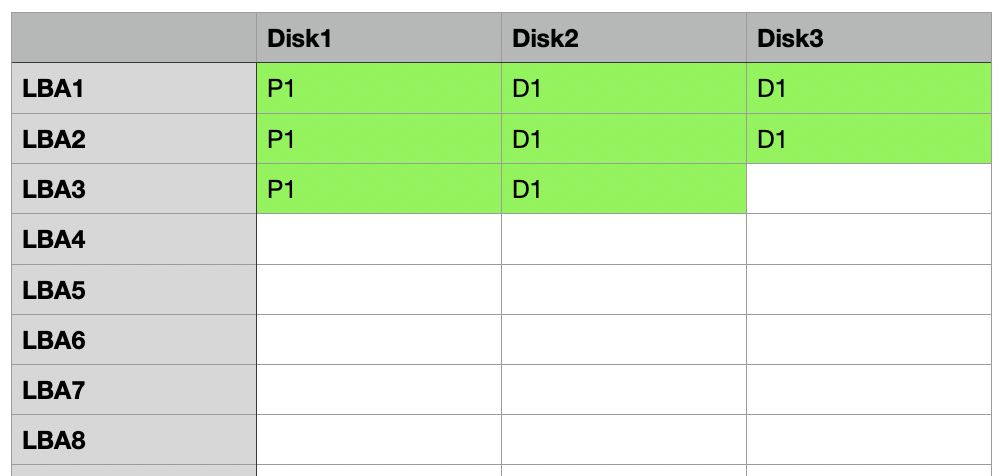 Disk1 Disk2 Disk3
LBA1 P1 D1 D1
LBA2 P1 D1 D1
LBA3 P1 D1
LBA4
LBA5
LBA6
LBA7
LBA8